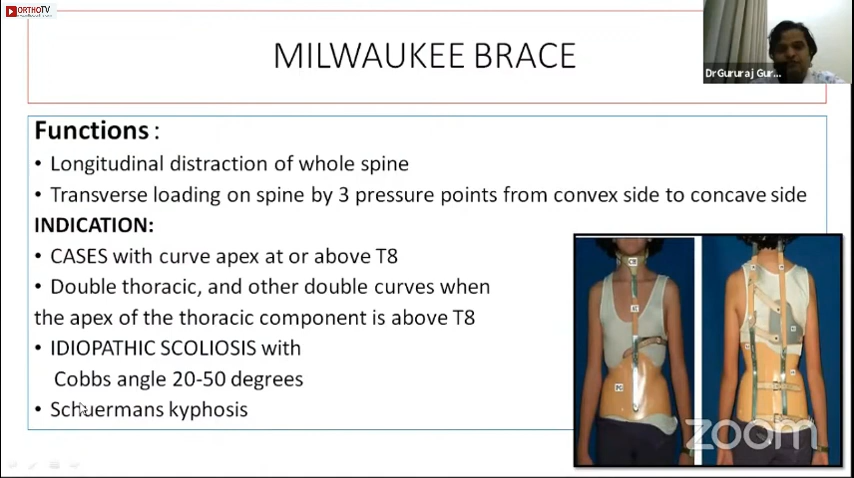 ORTHOTV
MILWAUKEE BRACE
Dr Gururaj Gur...
Functions :
• Longitudinal distraction of whole spine
• Transverse loading on spine by 3 pressure points from convex side to concave side
INDICATION:
• CASES with curve apex at or above T8
• Double thoracic, and other double curves when
the apex of the thoracic component is above T8
• IDIOPATHIC SCOLIOSIS with
Cobbs angle 20-50 degrees
• Schuermans kyphosis
zoom